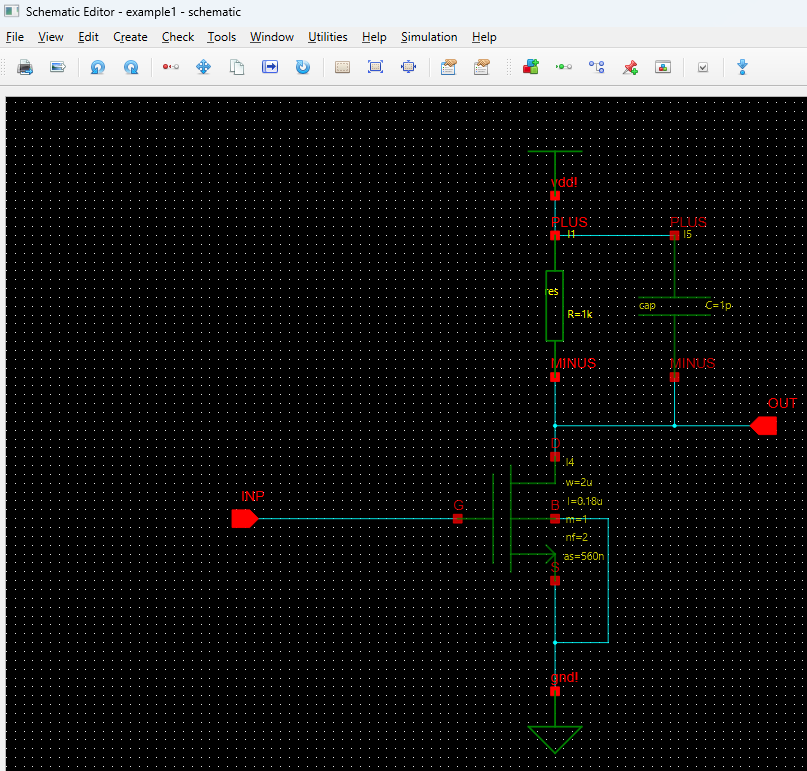 Schematic Editor - example1 - schematic
File View Edit Create Check Tools Window Utilities Help Simulation Help
vdd!
PLUS
I1
PLUS
I5
res
R=1k
cap
C=1p
MINUS
MINUS
OUT
D
I4
w=2u
INP
G
l=0.18u
B
m=1
nf=2
as=560n
S
gnd!